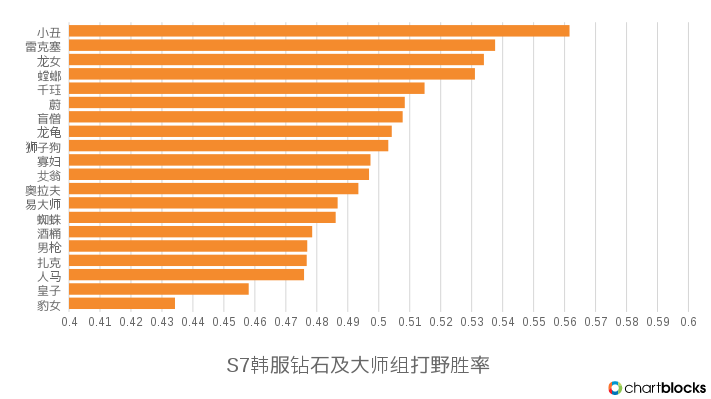 小丑
雷克塞
龙女
螳螂
千珏
蔚
盲僧
龙龟
狮子狗
寡妇
艾翁
奥拉夫
易大师
蜘蛛
酒桶
男枪
扎克
人马
皇子
豹女
0.4 0.41 0.42 0.43 0.44 0.45 0.46 0.47 0.48 0.49 0.5 0.51 0.52 0.53 0.54 0.55 0.56 0.57 0.58 0.59 0.6
S7韩服钻石及大师组打野胜率
chartblocks